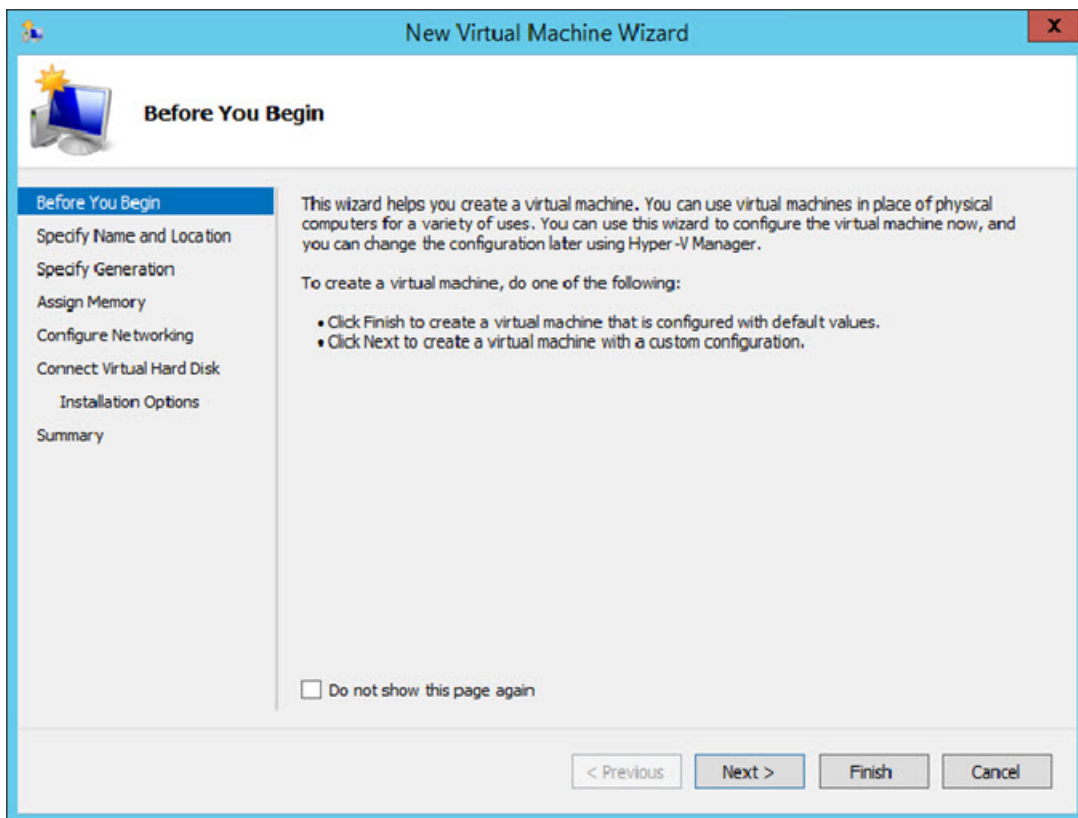 New Virtual Machine Wizard
X
Before You Begin
Before You Begin
Specify Name and Location
Specify Generation
Assign Memory
Configure Networking
Connect Virtual Hard Disk
Installation Options
Summary
This wizard helps you create a virtual machine. You can use virtual machines in place of physical
computers for a variety of uses. You can use this wizard to configure the virtual machine now, and
you can change the configuration later using Hyper-V Manager.
To create a virtual machine, do one of the following:
• Click Finish to create a virtual machine that is configured with default values.
• Click Next to create a virtual machine with a custom configuration.
Do not show this page again
< Previous
Next >
Finish
Cancel